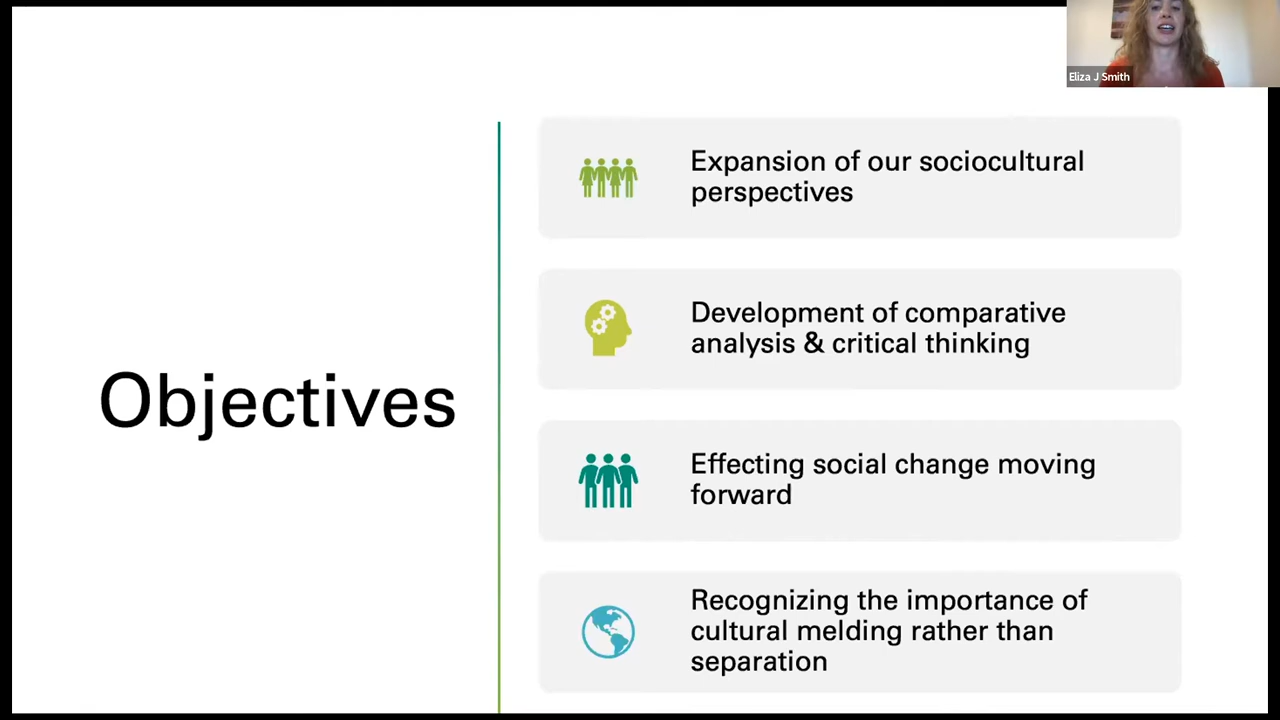 Eliza J Smith
Objectives
Expansion of our sociocultural
perspectives
Development of comparative
analysis & critical thinking
Effecting social change moving
forward
Recognizing the importance of
cultural melding rather than
separation